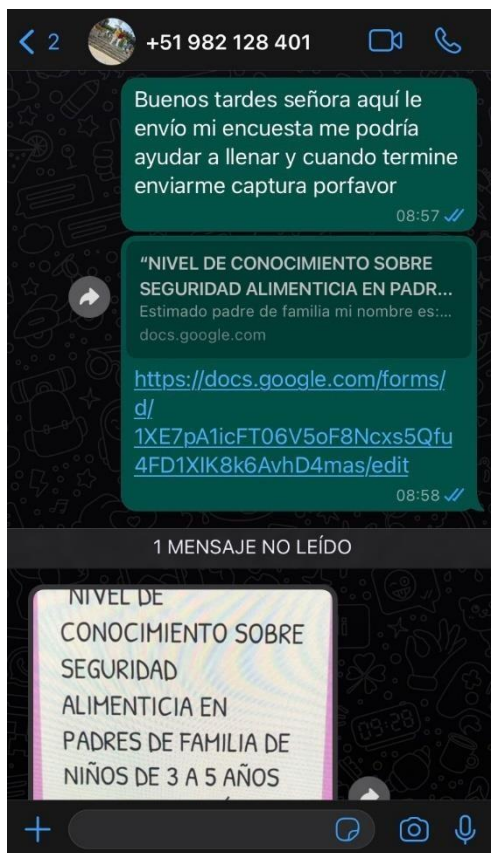 2
+51 982 128 401
Buenos tardes señora aquí le
envío mi encuesta me podría
ayudar a llenar y cuando termine
enviarme captura porfavor
08:57
“NIVEL DE CONOCIMIENTO SOBRE
SEGURIDAD ALIMENTICIA EN PADR...
Estimado padre de familia mi nombre es:...
docs.google.com
https://docs.google.com/forms/
d/
1XE7pA1icFT06V5oF8Ncxs5Qfu
4FD1XIK8k6AvhD4mas/edit
08:58
1 MENSAJE NO LEÍDO
NIVEL DE
CONOCIMIENTO SOBRE
SEGURIDAD
ALIMENTICIA EN
PADRES DE FAMILIA DE
NIÑOS DE 3 A 5 AÑOS